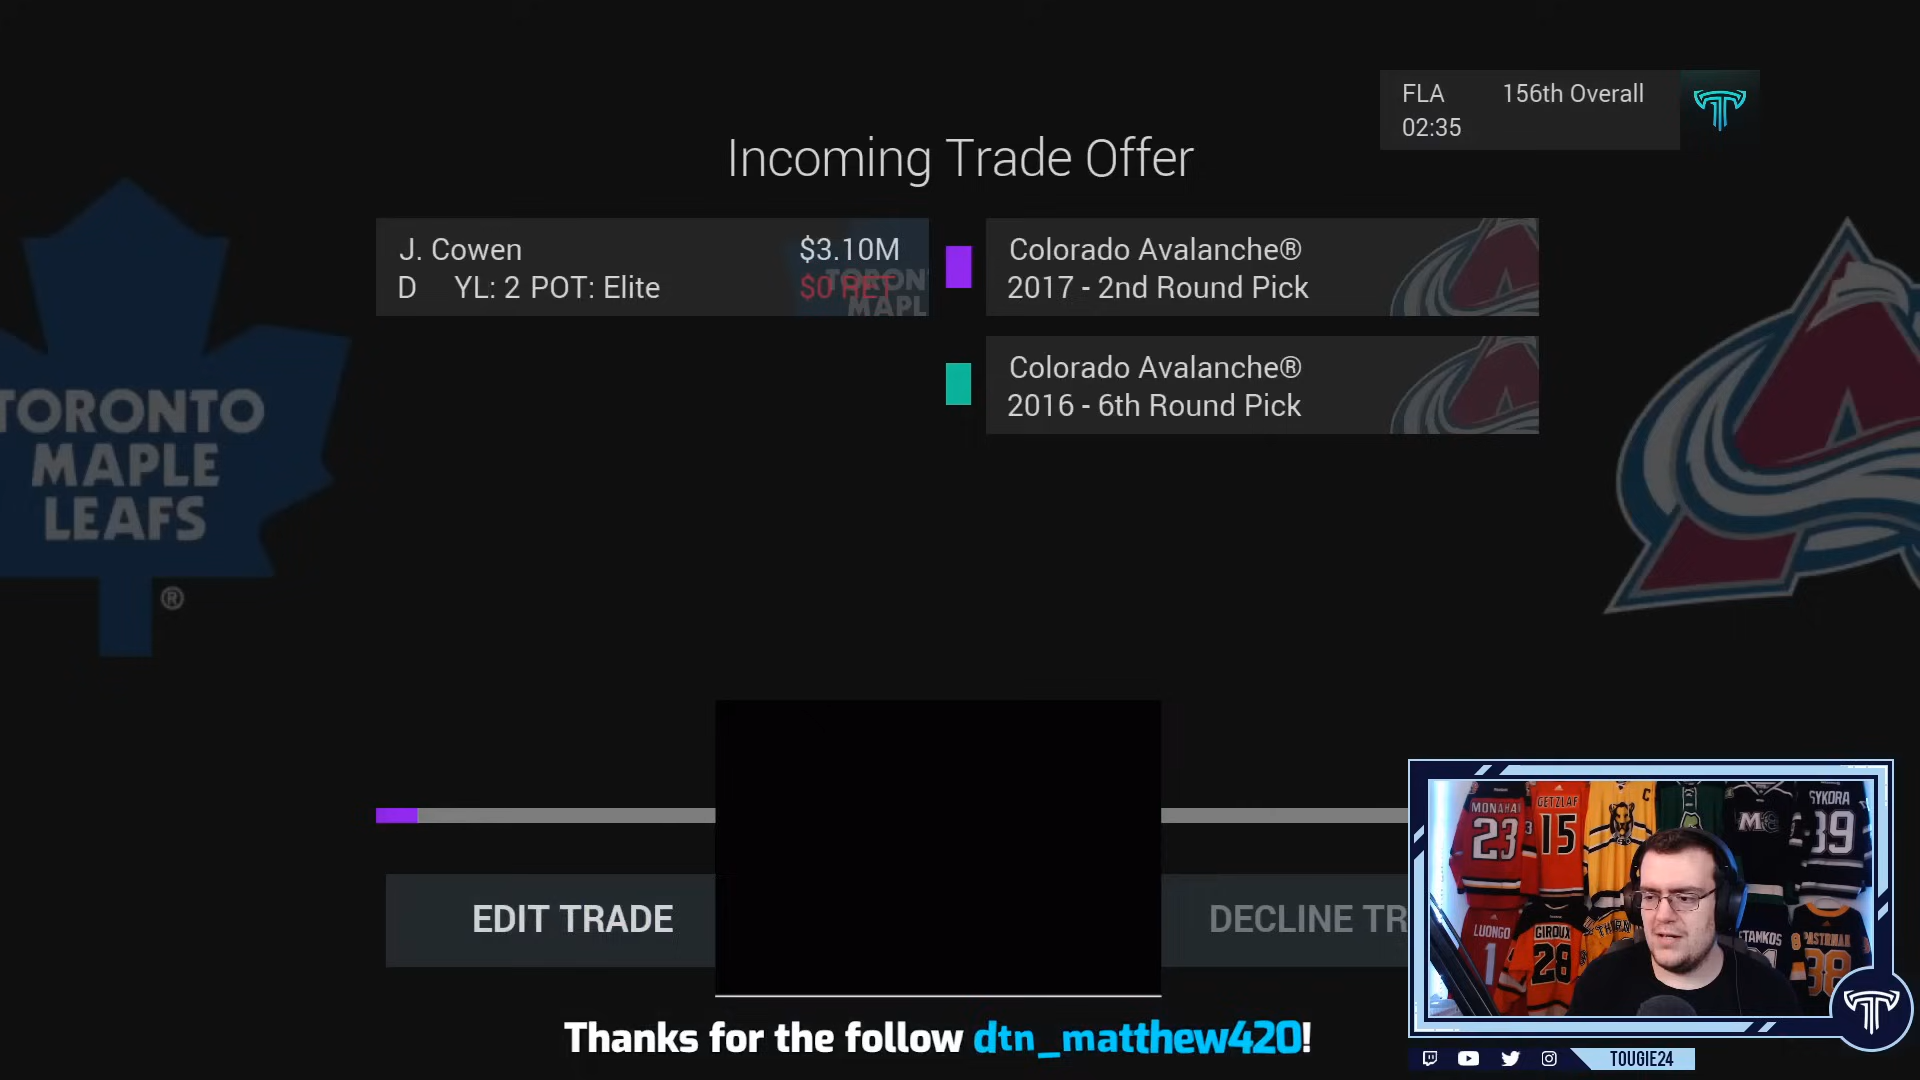 FLA 156th Overall
02:35
Incoming Trade Offer
J. Cowen $3.10M
D YL: 2 POT: Elite $0 RET
Colorado Avalanche®
2017 - 2nd Round Pick
Colorado Avalanche®
2016 - 6th Round Pick
TORONTO
MAPLE
LEAFS
®
EDIT TRADE
DECLINE TR
MONAHAN
23
GETZLAF
15
C
SYKORA
39
LUONGO
1
GIROUX
28
STAMKOS
PASTRNAK
88
Thanks for the follow dtn_matthew420!
TOUGIE24